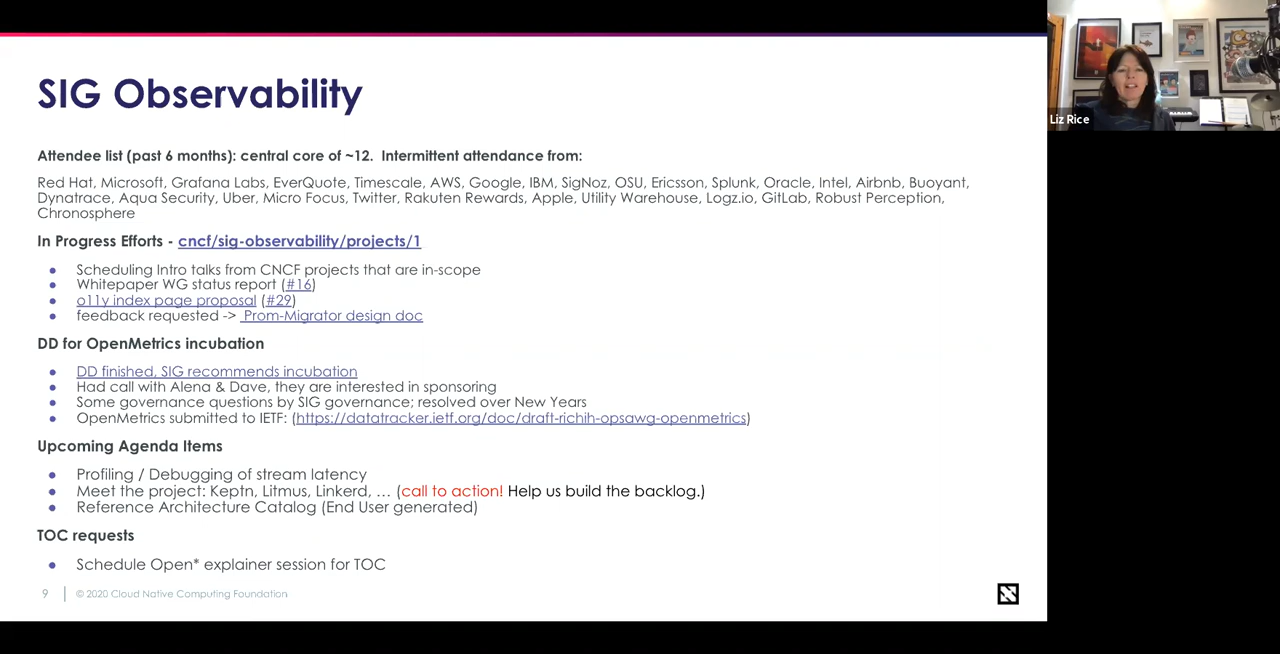 SIG Observability
Attendee list (past 6 months): central core of ~12. Intermittent attendance from:
Red Hat, Microsoft, Grafana Labs, EverQuote, Timescale, AWS, Google, IBM, SigNoz, OSU, Ericsson, Splunk, Oracle, Intel, Airbnb, Buoyant,
Dynatrace, Aqua Security, Uber, Micro Focus, Twitter, Rakuten Rewards, Apple, Utility Warehouse, Logz.io, GitLab, Robust Perception,
Chronosphere
In Progress Efforts - cncf/sig-observability/projects/1
● Scheduling Intro talks from CNCF projects that are in-scope
● Whitepaper WG status report (#16)
● o11y index page proposal (#29)
● feedback requested -> Prom-Migrator design doc
DD for OpenMetrics incubation
● DD finished, SIG recommends incubation
● Had call with Alena & Dave, they are interested in sponsoring
● Some governance questions by SIG governance; resolved over New Years
● OpenMetrics submitted to IETF: (https://datatracker.ietf.org/doc/draft-richih-opsawg-openmetrics)
Upcoming Agenda Items
● Profiling / Debugging of stream latency
● Meet the project: Keptn, Litmus, Linkerd, … (call to action! Help us build the backlog.)
● Reference Architecture Catalog (End User generated)
TOC requests
● Schedule Open* explainer session for TOC
9 © 2020 Cloud Native Computing Foundation
Liz Rice